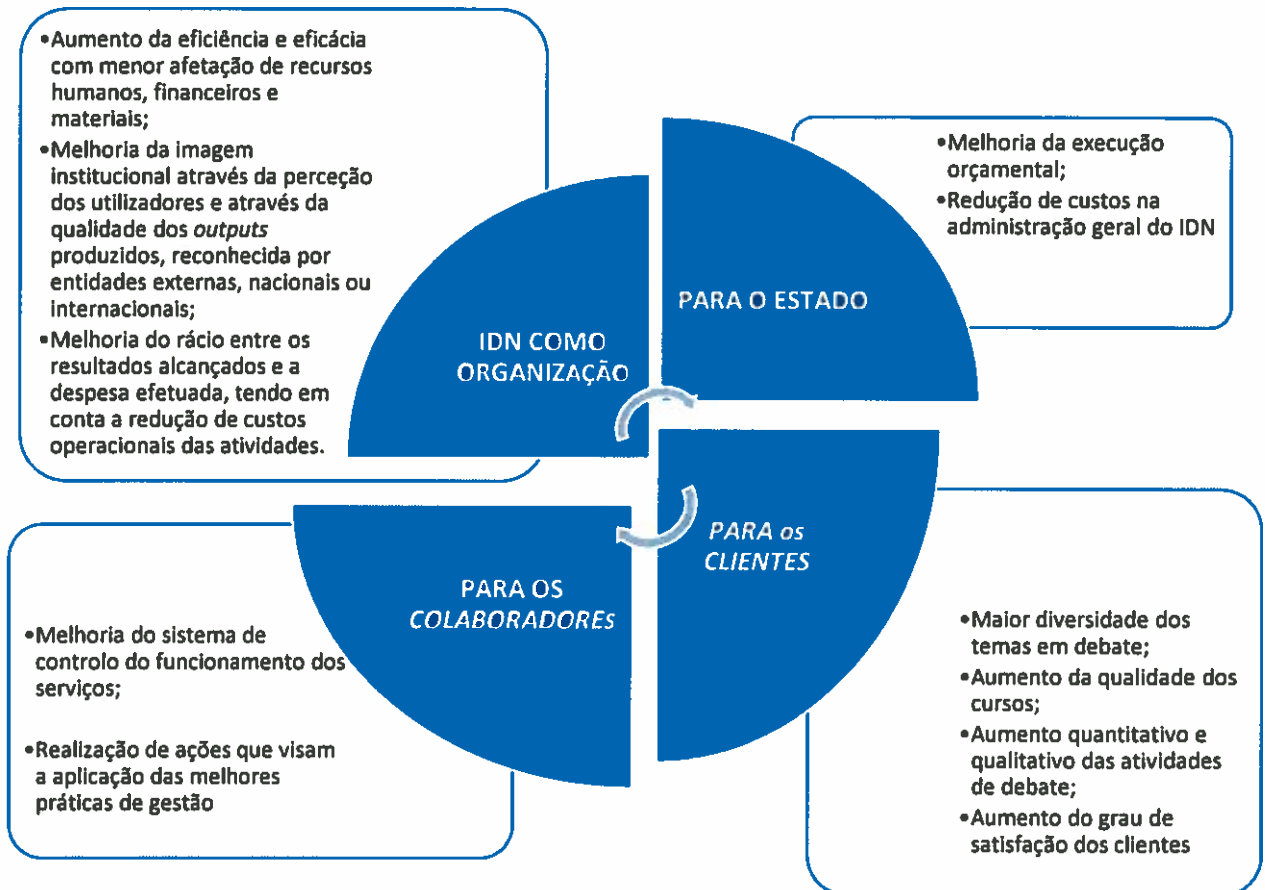 •Aumento da eficiência e eficácia
com menor afetação de recursos
humanos, financeiros e
materiais;
•Melhoria da imagem
institucional através da perceção
dos utilizadores e através da
qualidade dos outputs
produzidos, reconhecida por
entidades externas, nacionais ou
internacionais;
•Melhoria do rácio entre os
resultados alcançados e a
despesa efetuada, tendo em
conta a redução de custos
operacionais das atividades.
IDN COMO
ORGANIZAÇÃO
PARA O ESTADO
•Melhoria da execução
orçamental;
•Redução de custos na
administração geral do IDN
•Melhoria do sistema de
controlo do funcionamento dos
serviços;
•Realização de ações que visam
a aplicação das melhores
práticas de gestão
PARA OS
COLABORADORES
PARA os
CLIENTES
•Maior diversidade dos
temas em debate;
•Aumento da qualidade dos
cursos;
•Aumento quantitativo e
qualitativo das atividades
de debate;
•Aumento do grau de
satisfação dos clientes